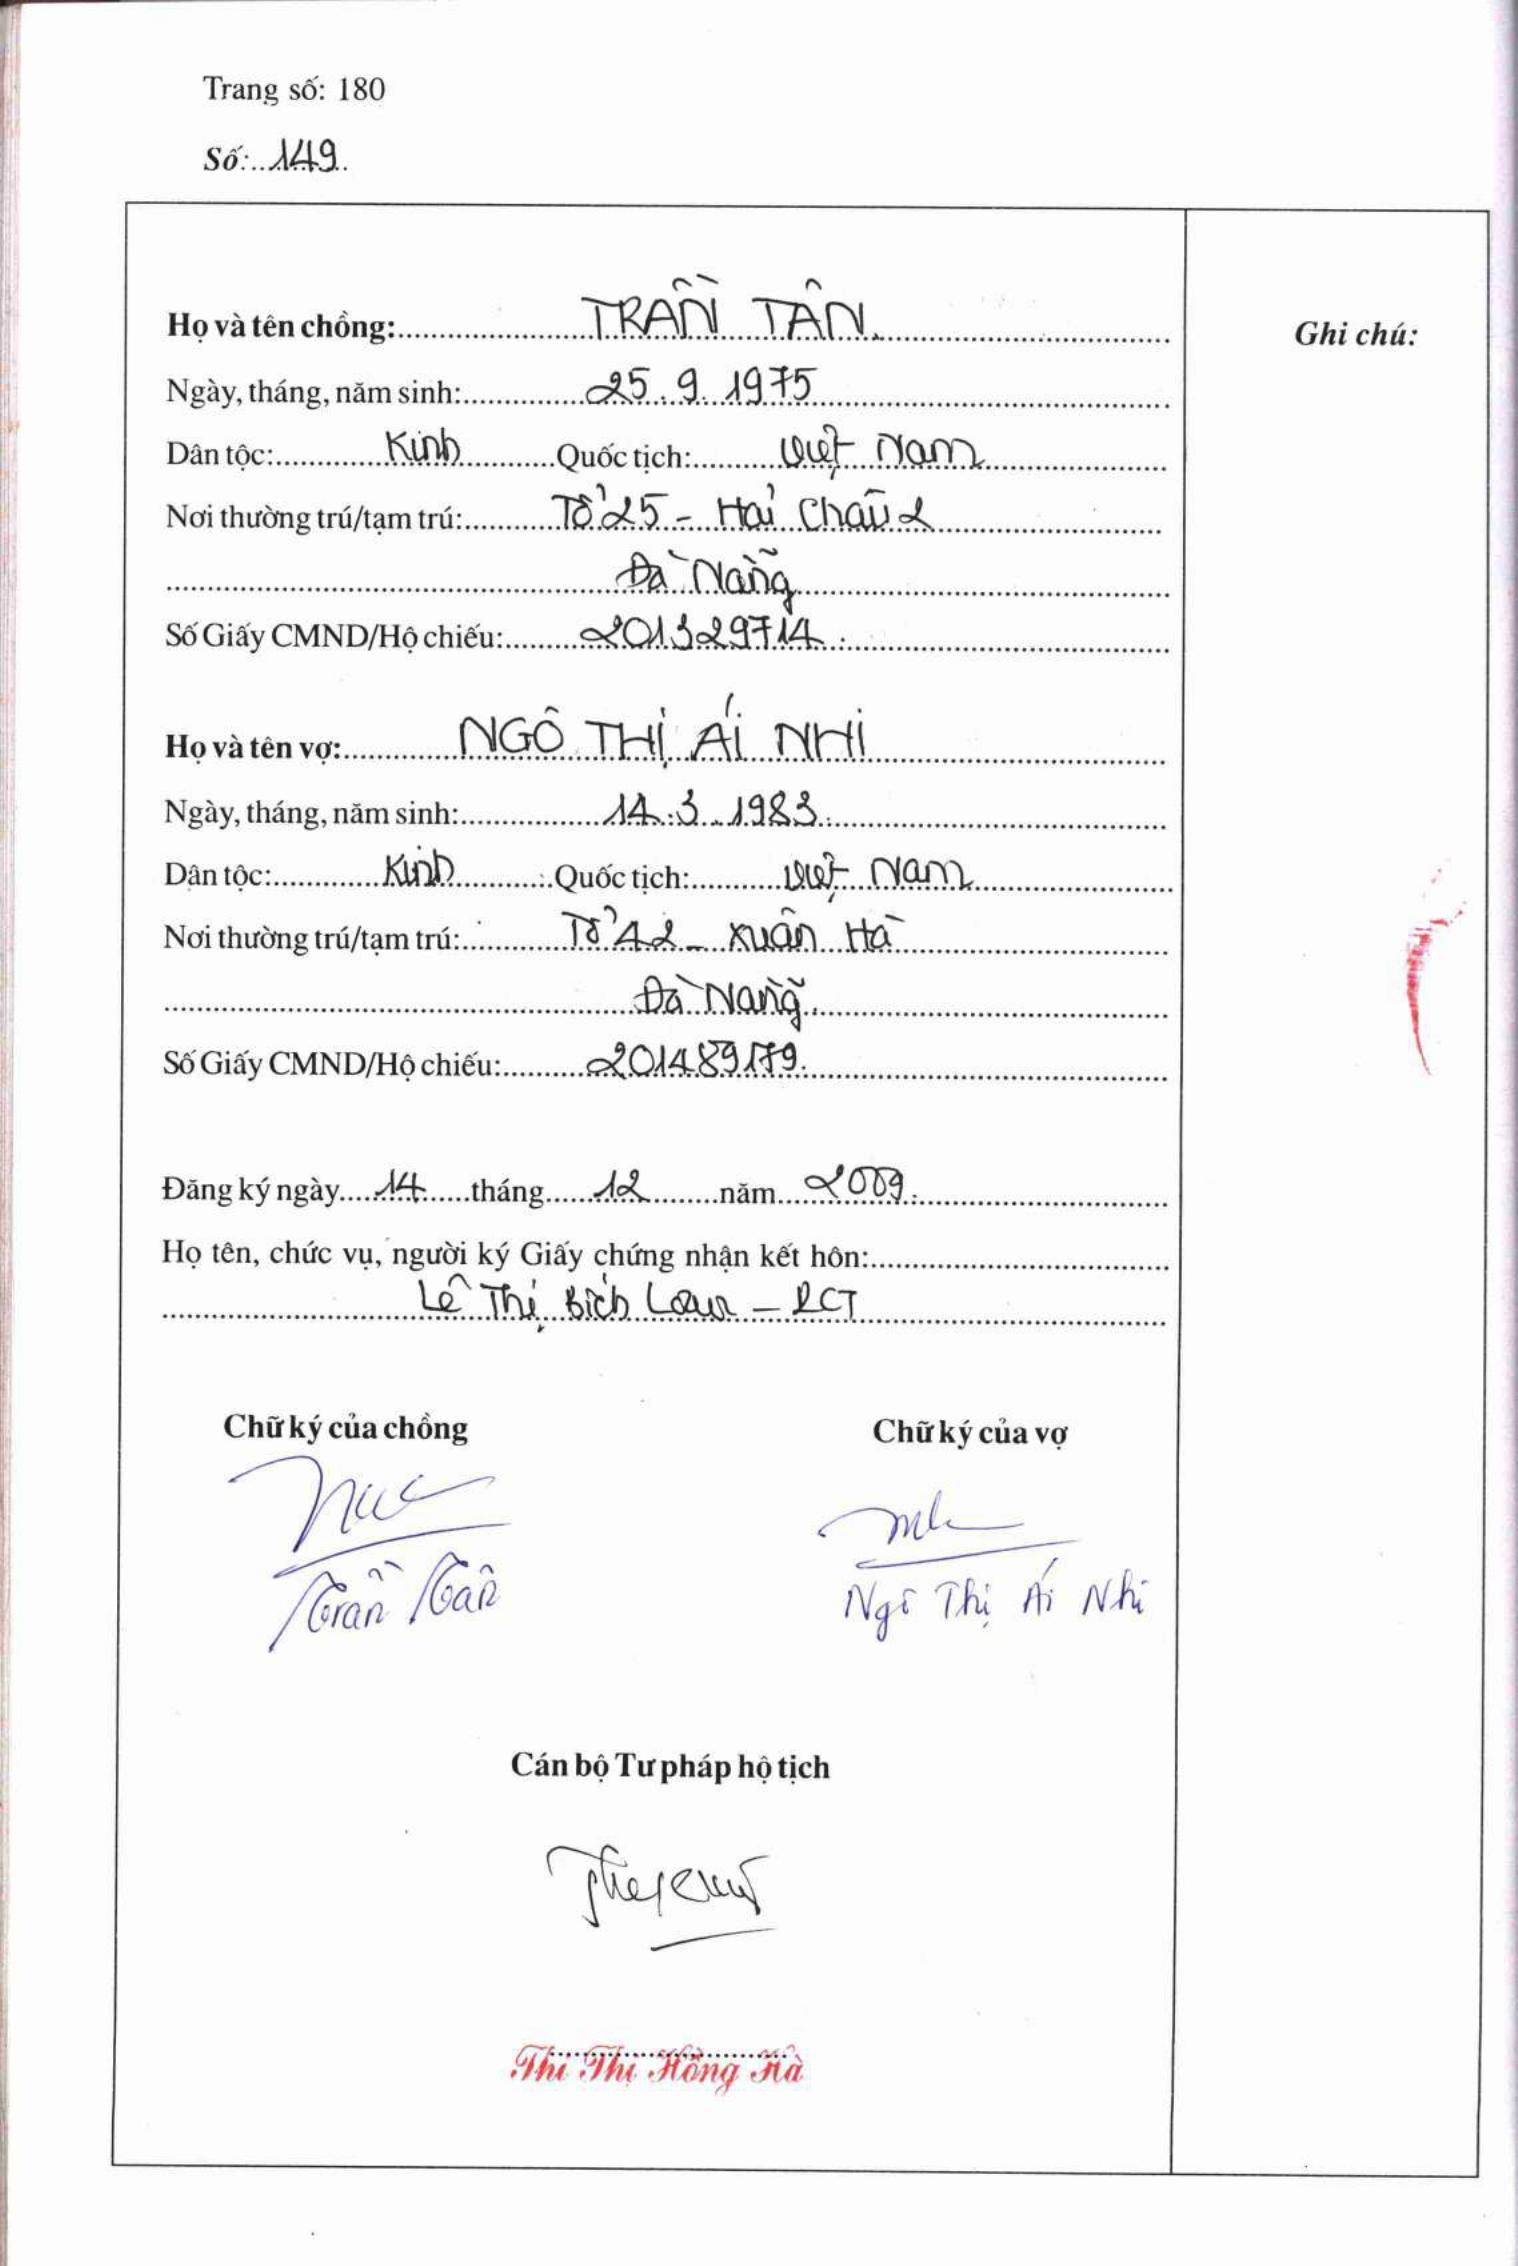 Trang số: 180
Số: 149
Họ và tên chồng: TRẦN TÂN
Ghi chú:
Ngày, tháng, năm sinh: 25.9.1975
Dân tộc: Kinh Quốc tịch: Việt Nam
Nơi thường trú/tạm trú: Tổ 25 - Hải Châu 2
Đà Nẵng
Số Giấy CMND/Hộ chiếu: 201329714
Họ và tên vợ: NGÔ THỊ ÁI NHI
Ngày, tháng, năm sinh: 14.3.1983
Dân tộc: Kinh Quốc tịch: Việt Nam
Nơi thường trú/tạm trú: Tổ 42 - Xuân Hà
Đà Nẵng
Số Giấy CMND/Hộ chiếu: 201489179
Đăng ký ngày 14 tháng 12 năm 2009
Họ tên, chức vụ, người ký Giấy chứng nhận kết hôn:
Lê Thị Bích - PCT
Chữ ký của chồng Chữ ký của vợ
Trần Tân Ngô Thị Ái Nhi
Cán bộ Tư pháp hộ tịch
Thi Thị Hồng Hà